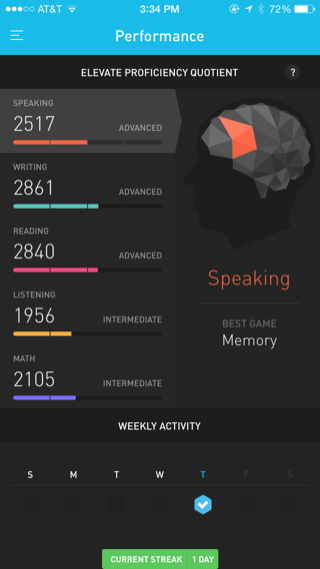 AT&T 3:34 PM 72%
Performance
ELEVATE PROFICIENCY QUOTIENT ?
SPEAKING
2517 ADVANCED
WRITING
2861 ADVANCED
READING
2840 ADVANCED
LISTENING
1956 INTERMEDIATE
MATH
2105 INTERMEDIATE
Speaking
BEST GAME
Memory
WEEKLY ACTIVITY
S M T W T F S
CURRENT STREAK 1 DAY